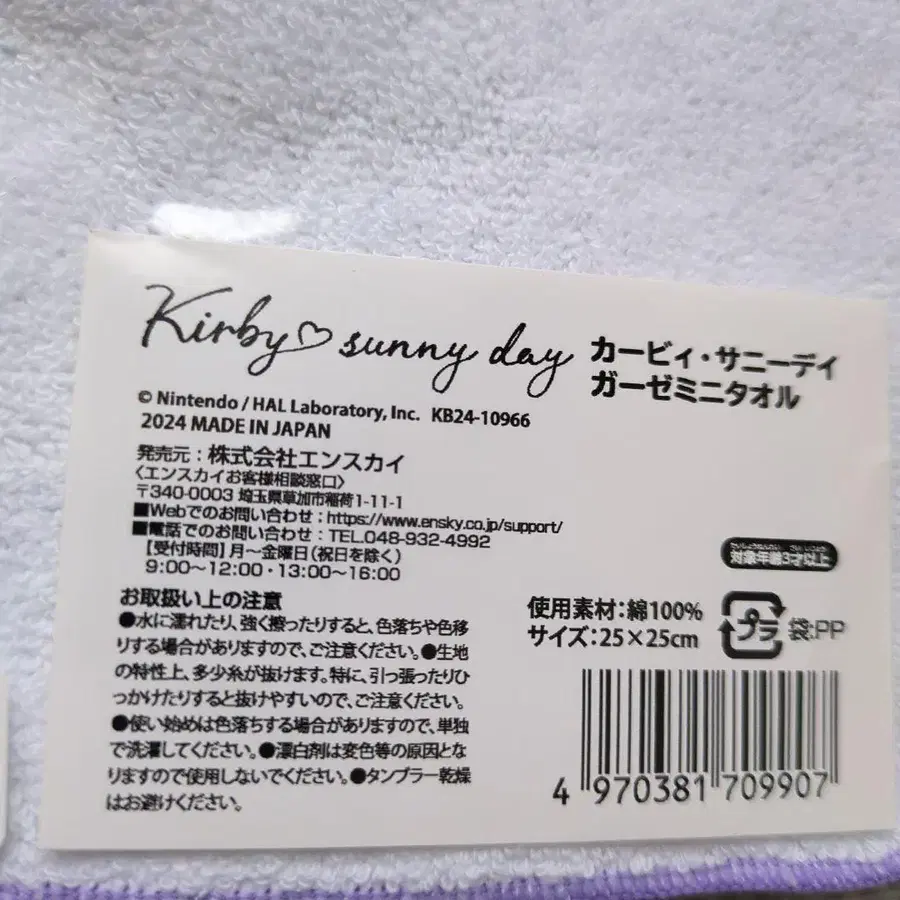 Kirby♡ sunny day
カービィ・サニーデイ
ガーゼミニタオル
© Nintendo / HAL Laboratory, Inc. KB24-10966
2024 MADE IN JAPAN
発売元：株式会社エンスカイ
〈エンスカイお客様相談窓口〉
〒340-0003 埼玉県草加市稲荷1-11-1
■Webでのお問い合わせ：https://www.ensky.co.jp/support/
■電話でのお問い合わせ：TEL.048-932-4992
【受付時間】月～金曜日（祝日を除く）
9:00～12:00・13:00～16:00
お取扱い上の注意
●水に濡れたり、強く擦ったりすると、色落ちや色移
りする場合がありますので、ご注意ください。●生地
の特性上、多少糸が抜けます。特に、引っ張ったりひ
っかけたりすると抜けやすいので、ご注意ください。
●使い始めは色落ちする場合がありますので、単独
で洗濯してください。●漂白剤は変色等の原因とな
りますので使用しないでください。●タンブラー乾燥
はお避けください。
対象年齢3才以上
使用素材：綿100%
サイズ：25×25cm
プラ 袋:PP
4 970381 709907